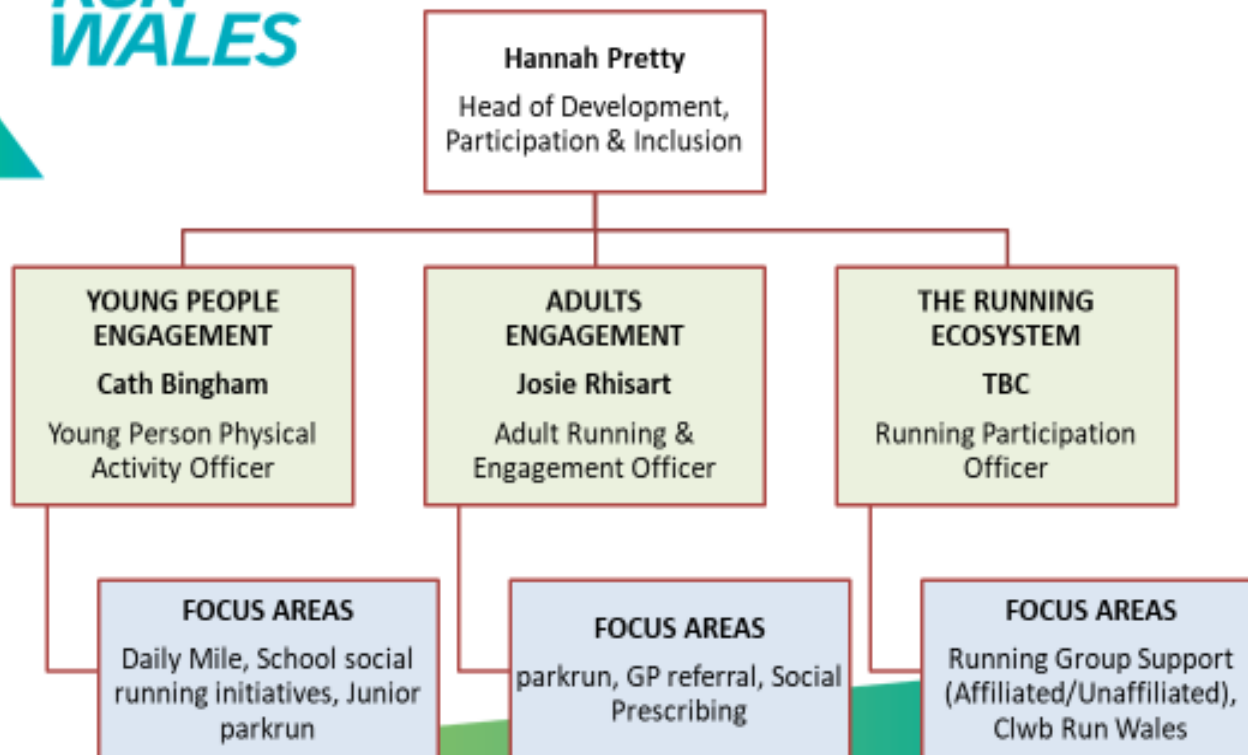 RUN
WALES
Hannah Pretty
Head of Development,
Participation & Inclusion
YOUNG PEOPLE
ENGAGEMENT
Cath Bingham
Young Person Physical
Activity Officer
ADULTS
ENGAGEMENT
Josie Rhisart
Adult Running &
Engagement Officer
THE RUNNING
ECOSYSTEM
TBC
Running Participation
Officer
FOCUS AREAS
Daily Mile, School social
running initiatives, Junior
parkrun
FOCUS AREAS
parkrun, GP referral, Social
Prescribing
FOCUS AREAS
Running Group Support
(Affiliated/Unaffiliated),
Clwb Run Wales